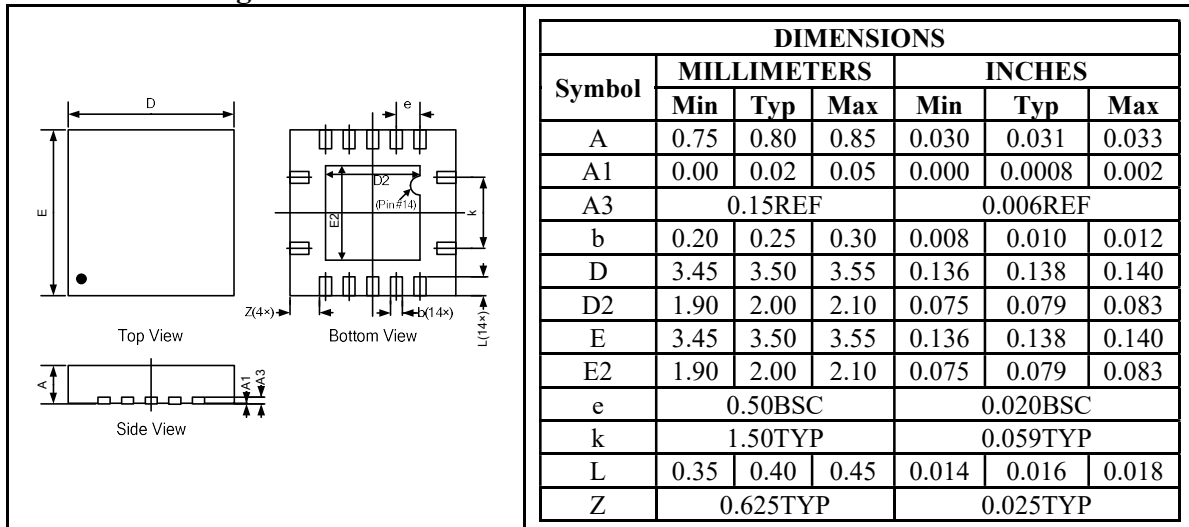 D
E
Top View
e
D2
(Pin #14)
E2
k
Z(4×)
b(14×)
L(14×)
Bottom View
A
A1
A3
Side View
DIMENSIONS
Symbol MILLIMETERS INCHES
Min Typ Max Min Typ Max
A 0.75 0.80 0.85 0.030 0.031 0.033
A1 0.00 0.02 0.05 0.000 0.0008 0.002
A3 0.15REF 0.006REF
b 0.20 0.25 0.30 0.008 0.010 0.012
D 3.45 3.50 3.55 0.136 0.138 0.140
D2 1.90 2.00 2.10 0.075 0.079 0.083
E 3.45 3.50 3.55 0.135 0.138 0.140
E2 1.90 2.00 2.10 0.075 0.079 0.083
e 0.50BSC 0.020BSC
k 1.50TYP 0.059TYP
L 0.35 0.40 0.45 0.014 0.016 0.018
Z 0.625TYP 0.025TYP